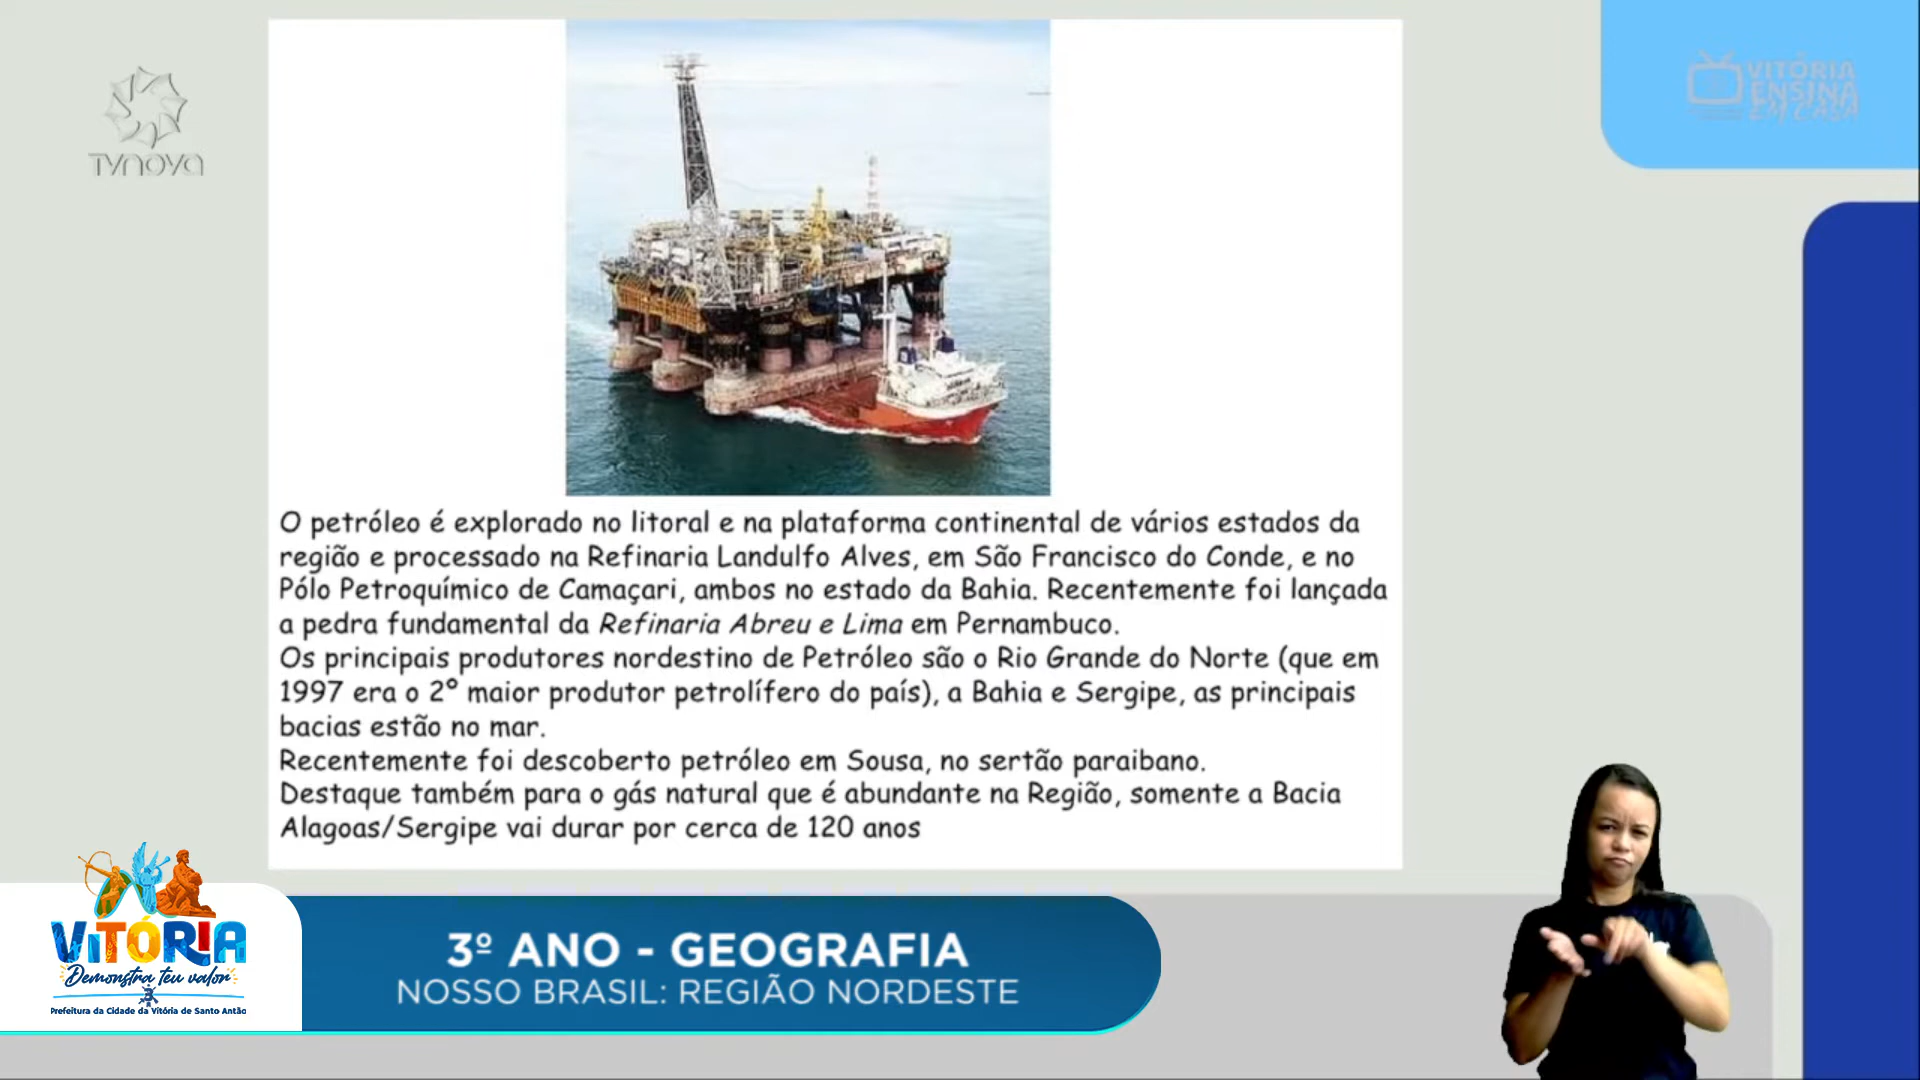 TVNOVA
VITÓRIA
ENSINA
EM CASA
O petróleo é explorado no litoral e na plataforma continental de vários estados da
região e processado na Refinaria Landulfo Alves, em São Francisco do Conde, e no
Pólo Petroquímico de Camaçari, ambos no estado da Bahia. Recentemente foi lançada
a pedra fundamental da Refinaria Abreu e Lima em Pernambuco.
Os principais produtores nordestino de Petróleo são o Rio Grande do Norte (que em
1997 era o 2º maior produtor petrolífero do país), a Bahia e Sergipe, as principais
bacias estão no mar.
Recentemente foi descoberto petróleo em Sousa, no sertão paraibano.
Destaque também para o gás natural que é abundante na Região, somente a Bacia
Alagoas/Sergipe vai durar por cerca de 120 anos
VITÓRIA
Demonstra teu valor
Prefeitura da Cidade da Vitória de Santo Antão
3º ANO - GEOGRAFIA
NOSSO BRASIL: REGIÃO NORDESTE